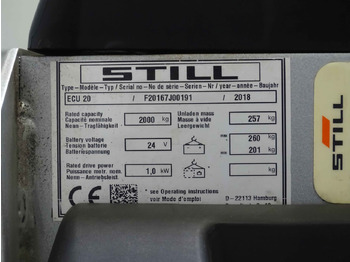 STILL
Type-Modèle-Typ / Serial no-No de série-Serien-Nr / year-année-Baujahr
ECU 20 / F20167J00191 / 2018
Rated capacity
Capacité nominale
Nenn-Tragfähigkeit
2000 kg
Unladen mass
Masse à vide
Leergewicht
257 kg
Battery voltage
Tension batterie
Batteriespannung
24 V
max 260 kg
min 201 kg
Rated drive power
Puissance motr. nom.
Nenn-Antriebsleist
1,0 kW
* see Operating instructions
voir Mode d'emploi
CE
D-22113 Hamburg
STILL